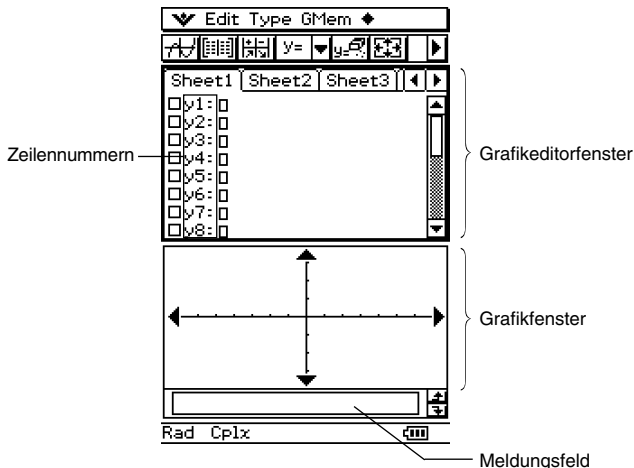 Edit Type GMem ◆
y=
Sheet1 Sheet2 Sheet3
y1:
y2:
y3:
Zeilennummern
y4:
Grafikeditorfenster
y5:
y6:
y7:
y8:
Grafikfenster
Rad Cplx
Meldungsfeld